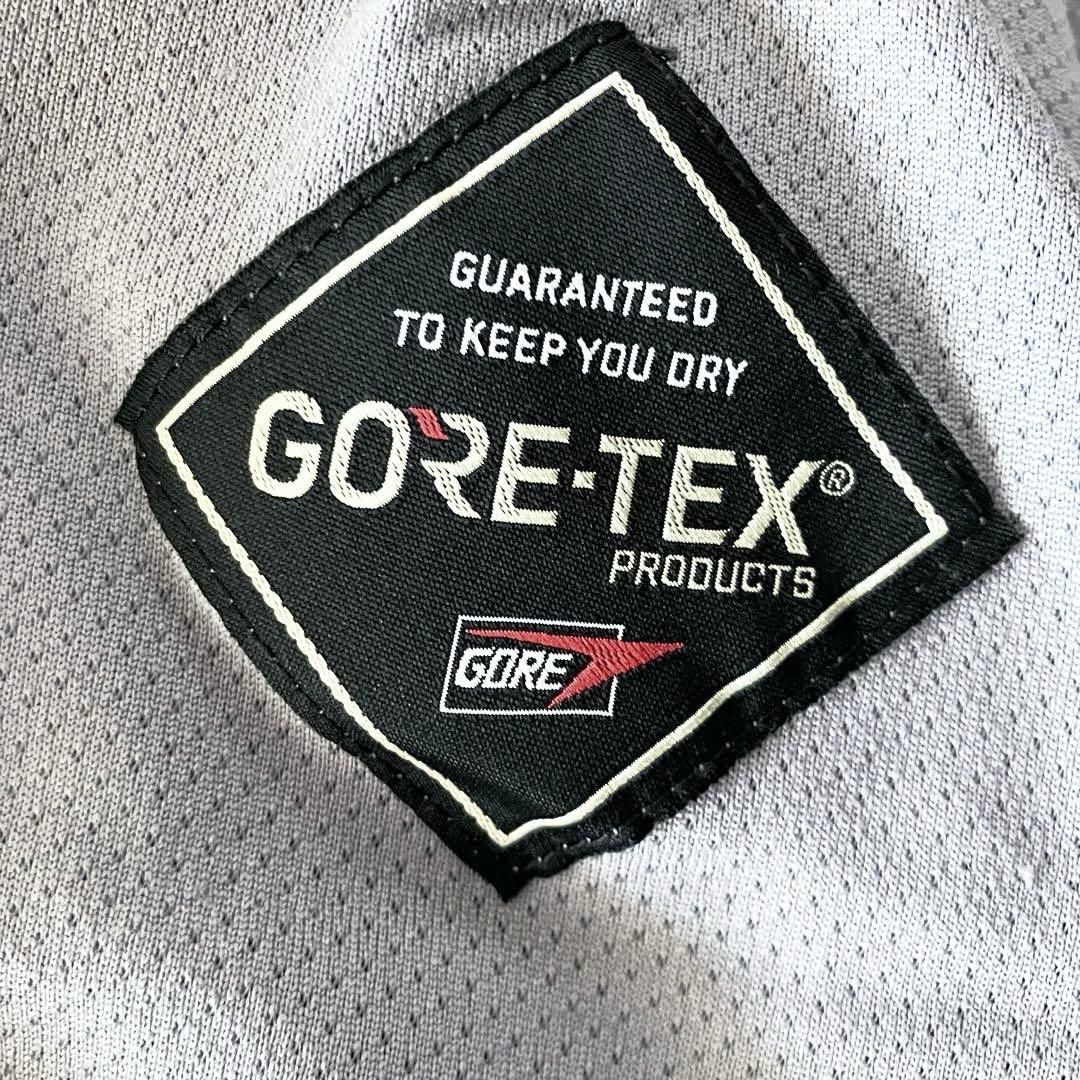 GUARANTEED
TO KEEP YOU DRY
GORE-TEX®
PRODUCTS
GORE